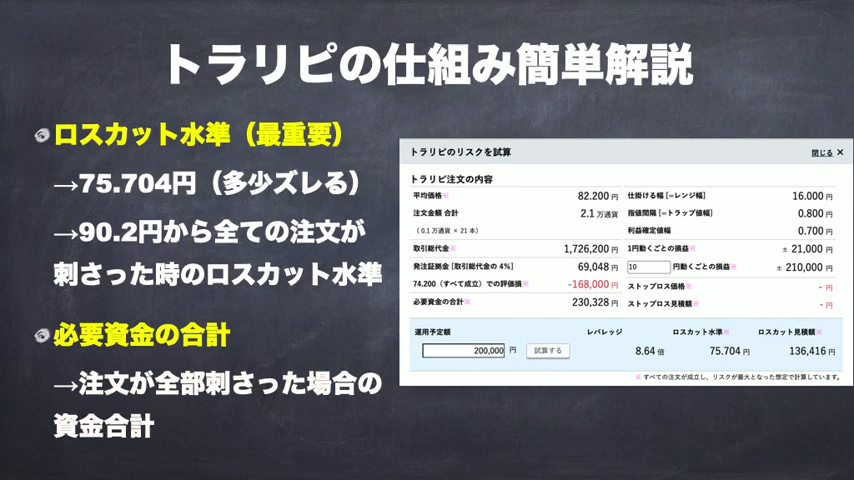 トラリピの仕組み簡単解説
ロスカット水準（最重要）
→75.704円（多少ズレる）
→90.2円から全ての注文が
刺さった時のロスカット水準
必要資金の合計
→注文が全部刺さった場合の
資金合計
トラリピのリスクを試算
閉じる ×
トラリピ注文の内容
平均価格※ 82.200 円
注文金額 合計 2.1 万通貨
（ 0.1 万通貨 × 21 本）
取引総代金※ 1,726,200 円
発注証拠金 [取引総代金の 4%] 69,048 円
74.200（すべて成立）での評価損※ -168,000 円
必要資金の合計※ 230,328 円
仕掛ける幅 [=レンジ幅] 16.000 円
指値間隔 [=トラップ値幅] 0.800 円
利益確定値幅 0.700 円
1円動くごとの損益※ ± 21,000 円
10 円動くごとの損益※ ± 210,000 円
ストップロス価格※ - 円
ストップロス見積額※ - 円
運用予定額 レバレッジ ロスカット水準※ ロスカット見積額※
200,000 円 試算する 8.64 倍 75.704 円 136,416 円
※ すべての注文が成立し、リスクが最大となった想定で計算しています。